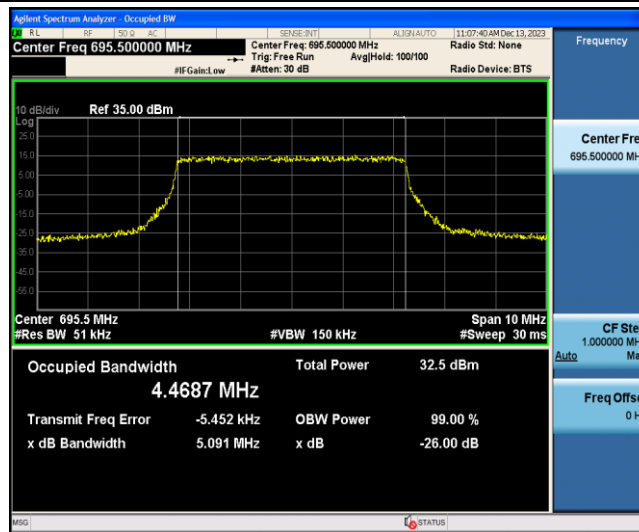 Agilent Spectrum Analyzer - Occupied BW
RL RF 50 Ω AC SENSE:INT ALIGN AUTO 11:07:40 AM Dec 13, 2023
Center Freq 695.500000 MHz
Center Freq: 695.500000 MHz
Radio Std: None
Trig: Free Run Avg|Hold: 100/100
#IFGain:Low #Atten: 30 dB Radio Device: BTS
10 dB/div Ref 35.00 dBm
Log
25.0
15.0
5.00
-5.00
-15.0
-25.0
-35.0
-45.0
-55.0
Center 695.5 MHz Span 10 MHz
#Res BW 51 kHz #VBW 150 kHz #Sweep 30 ms
Occupied Bandwidth Total Power 32.5 dBm
4.4687 MHz
Transmit Freq Error -5.452 kHz OBW Power 99.00 %
x dB Bandwidth 5.091 MHz x dB -26.00 dB
MSG STATUS
Frequency
Center Fre
695.500000 MH
CF Ste
1.000000 MH
Auto Ma
Freq Offs
0 H